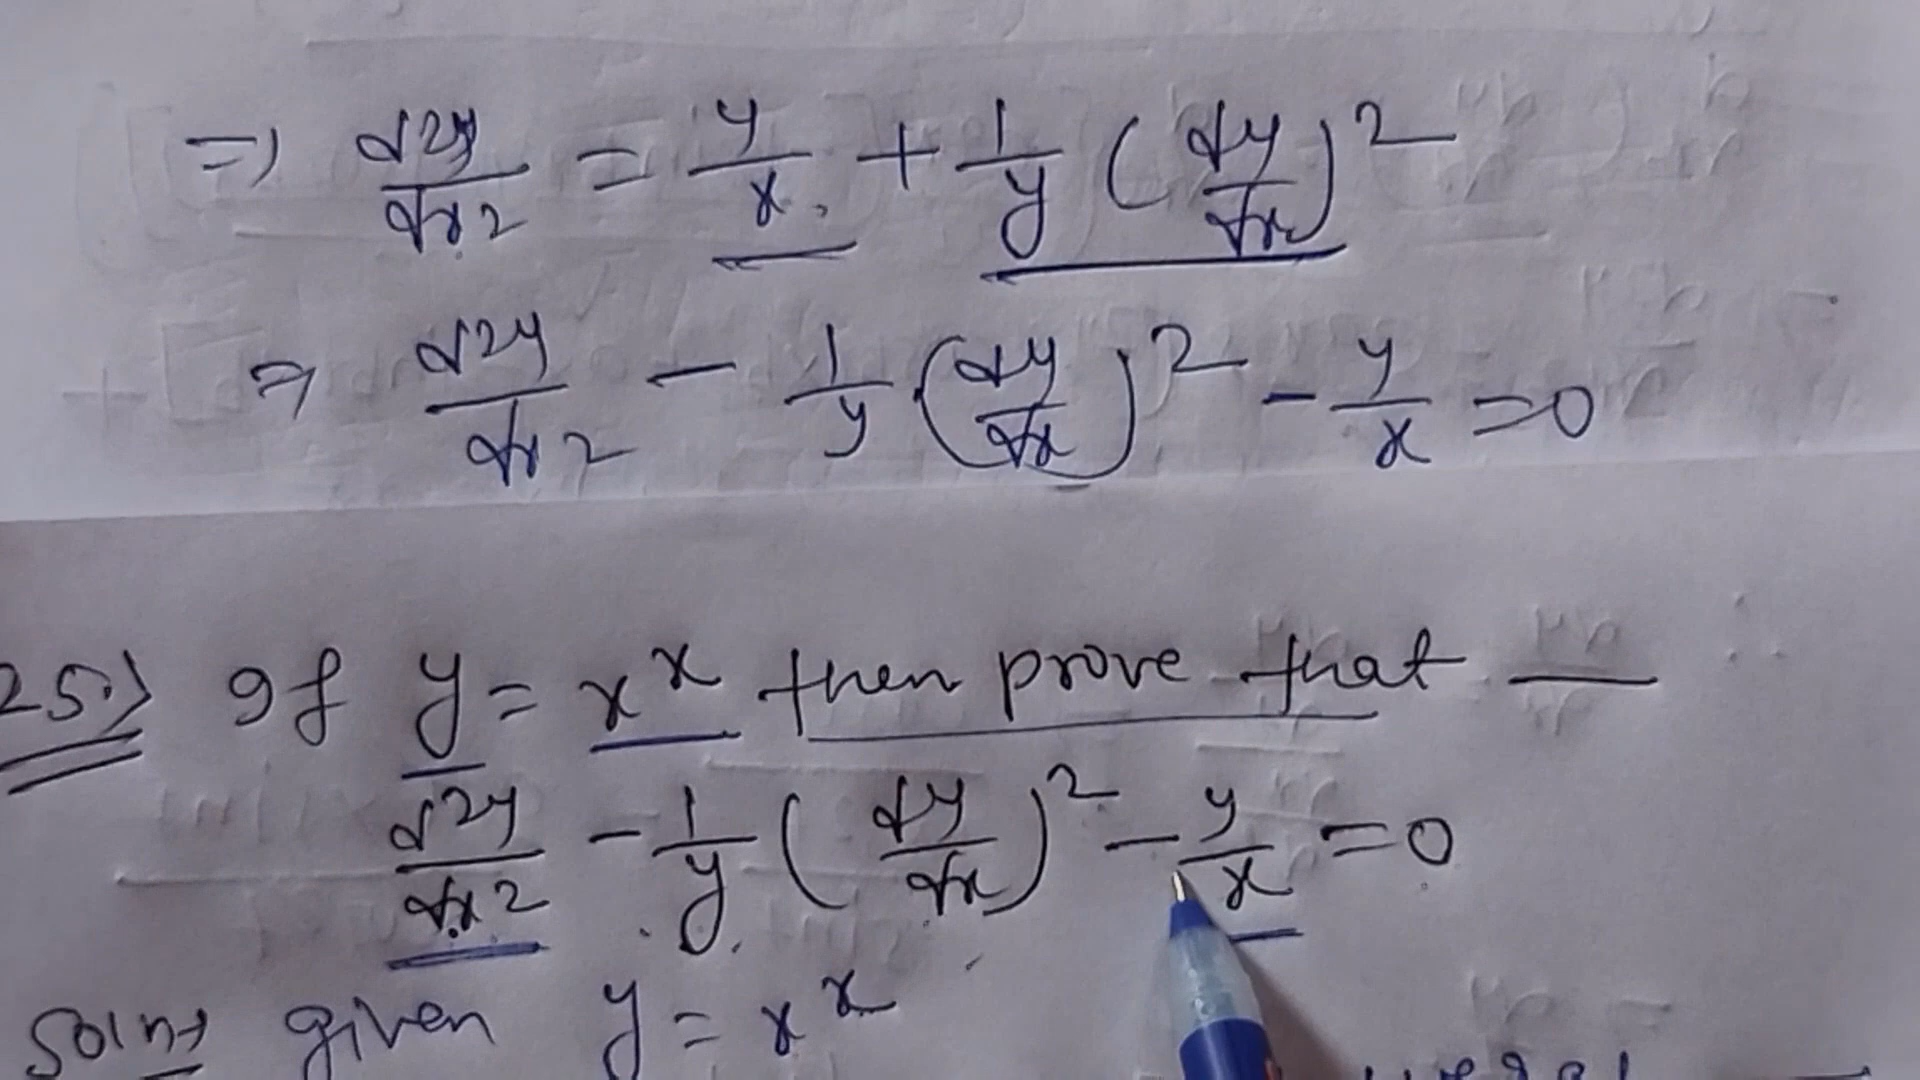 ⇒ d2y/dx2 = y/x + 1/y (dy/dx)^2
⇒ d2y/dx2 - 1/y (dy/dx)^2 - y/x = 0
25.) If y = x^x then prove that —
d2y/dx2 - 1/y (dy/dx)^2 - y/x = 0
Soln→ given y = x^x